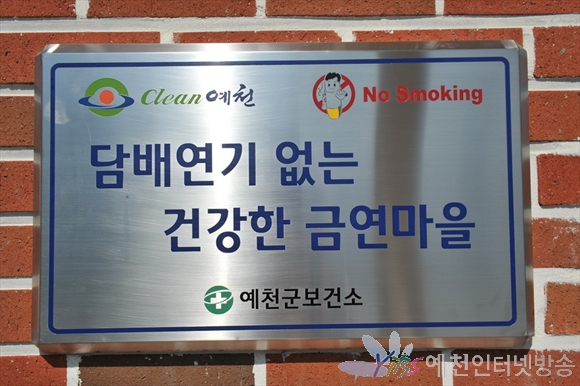 Clean 예천
No Smoking
담배연기 없는
건강한 금연마을
예천군보건소
예천인터넷방송